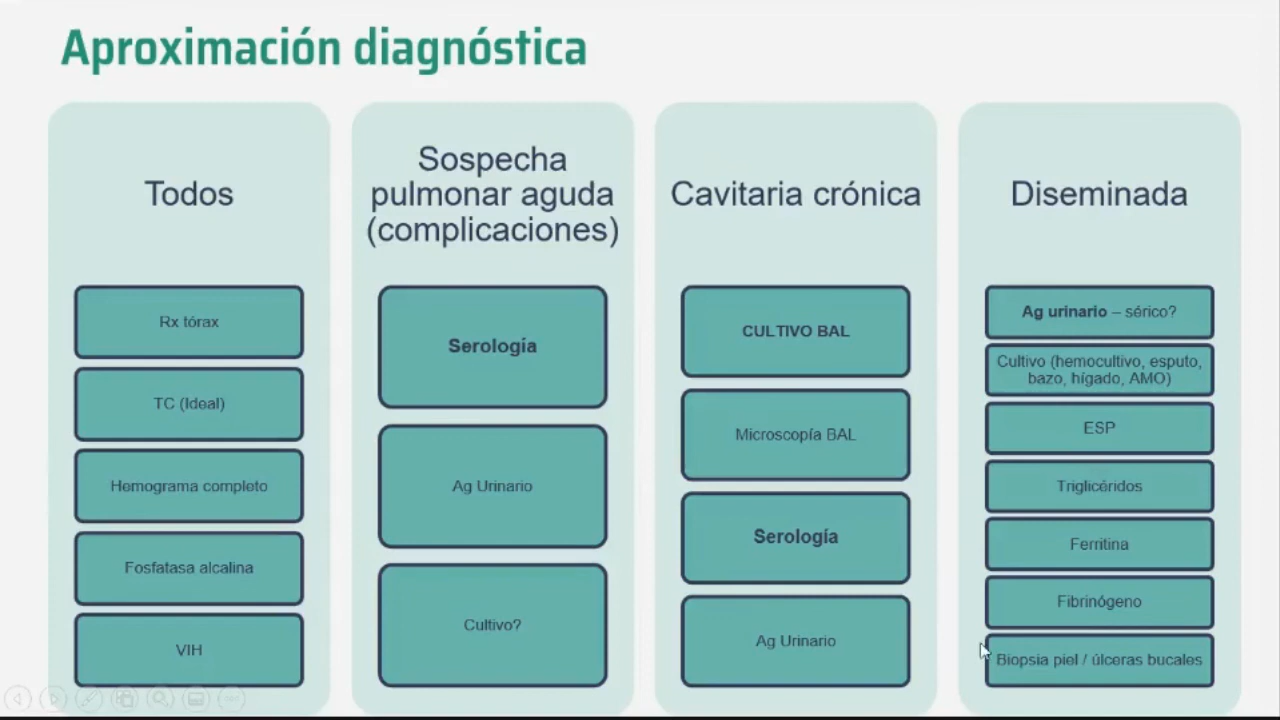 Aproximación diagnóstica
Todos
Rx tórax
TC (Ideal)
Hemograma completo
Fosfatasa alcalina
VIH
Sospecha
pulmonar aguda
(complicaciones)
Serología
Ag Urinario
Cultivo?
Cavitaria crónica
CULTIVO BAL
Microscopía BAL
Serología
Ag Urinario
Diseminada
Ag urinario – sérico?
Cultivo (hemocultivo, esputo,
bazo, hígado, AMO)
ESP
Triglicéridos
Ferritina
Fibrinógeno
Biopsia piel / úlceras bucales